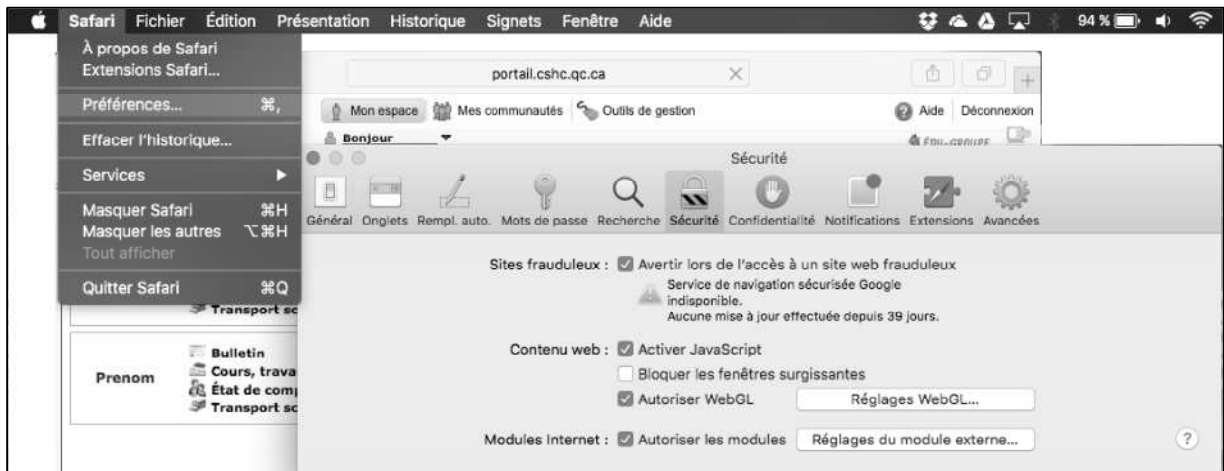 Safari Fichier Édition Présentation Historique Signets Fenêtre Aide 94 %
À propos de Safari
Extensions Safari...
Préférences... ⌘,
Effacer l'historique...
Services
Masquer Safari ⌘H
Masquer les autres ⌥⌘H
Tout afficher
Quitter Safari ⌘Q
portail.cshc.qc.ca
Mon espace Mes communautés Outils de gestion Aide Déconnexion
Bonjour ÉDU-GROUPE
Sécurité
Général Onglets Rempl. auto. Mots de passe Recherche Sécurité Confidentialité Notifications Extensions Avancées
Sites frauduleux : Avertir lors de l'accès à un site web frauduleux
Service de navigation sécurisée Google
indisponible.
Aucune mise à jour effectuée depuis 39 jours.
Contenu web : Activer JavaScript
Bloquer les fenêtres surgissantes
Autoriser WebGL Réglages WebGL...
Modules Internet : Autoriser les modules Réglages du module externe... ?
Transport sc
Prenom
Bulletin
Cours, trava
État de comp
Transport sc